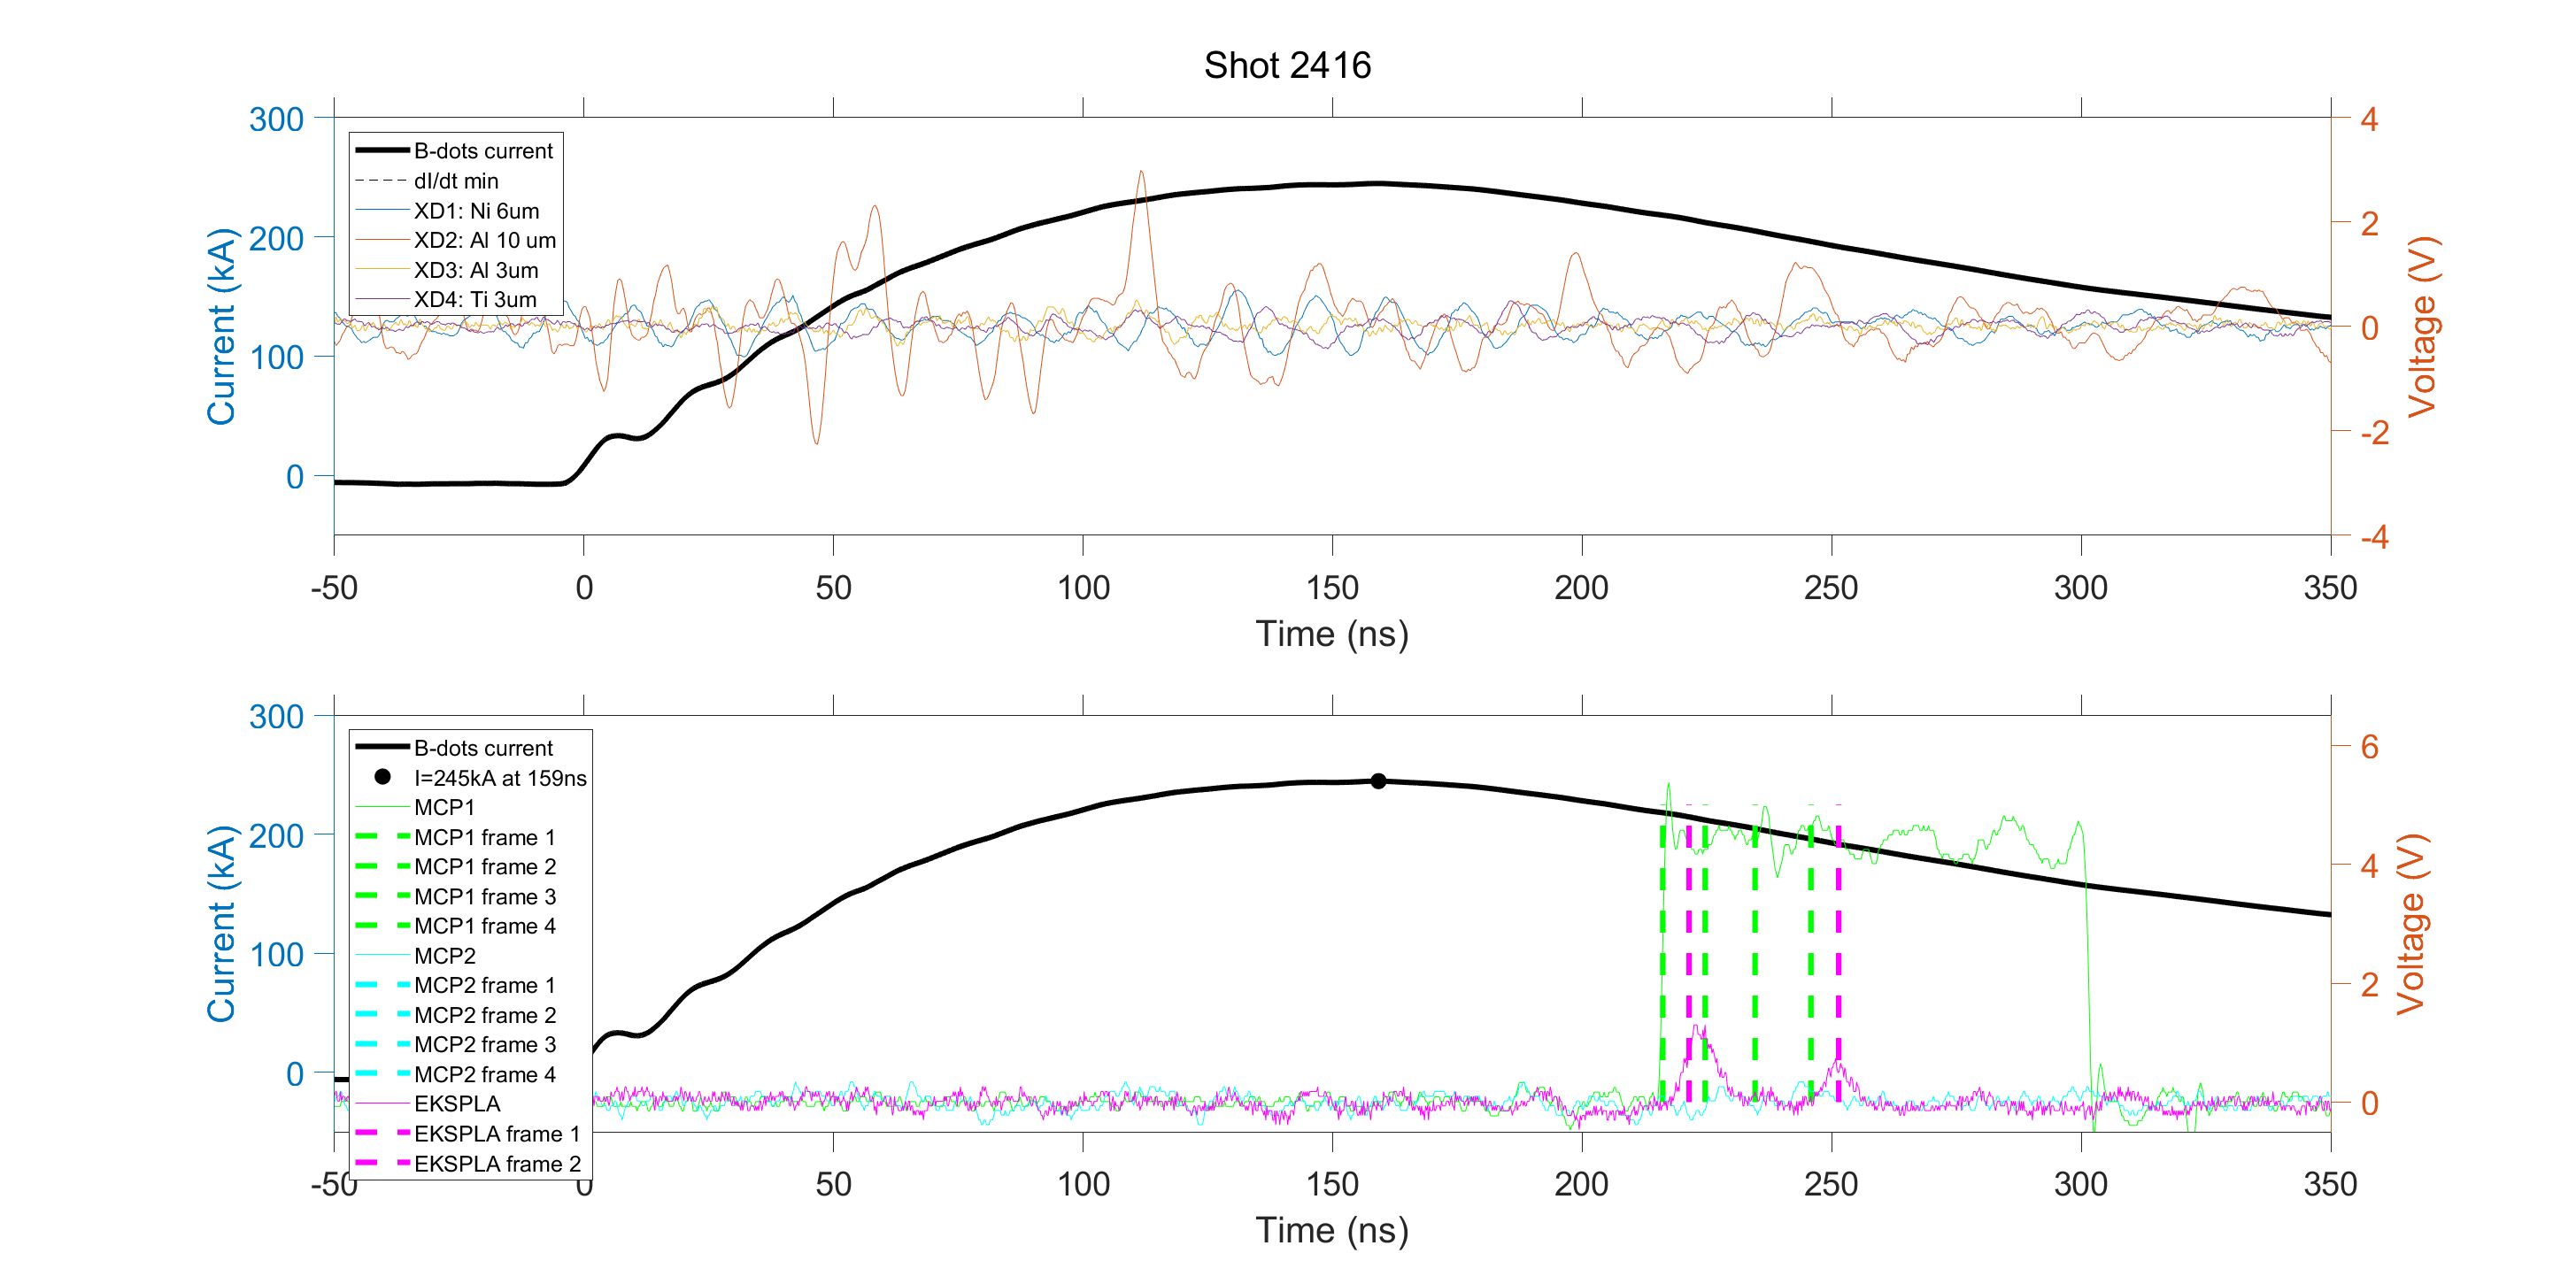 Shot 2416
300
200
100
0
Current (kA)
B-dots current
dI/dt min
XD1: Ni 6um
XD2: Al 10 um
XD3: Al 3um
XD4: Ti 3um
4
2
0
-2
-4
Voltage (V)
-50 0 50 100 150 200 250 300 350
Time (ns)
300
200
100
0
Current (kA)
B-dots current
I=245kA at 159ns
MCP1
MCP1 frame 1
MCP1 frame 2
MCP1 frame 3
MCP1 frame 4
MCP2
MCP2 frame 1
MCP2 frame 2
MCP2 frame 3
MCP2 frame 4
EKSPLA
EKSPLA frame 1
EKSPLA frame 2
6
4
2
0
Voltage (V)
-50 0 50 100 150 200 250 300 350
Time (ns)